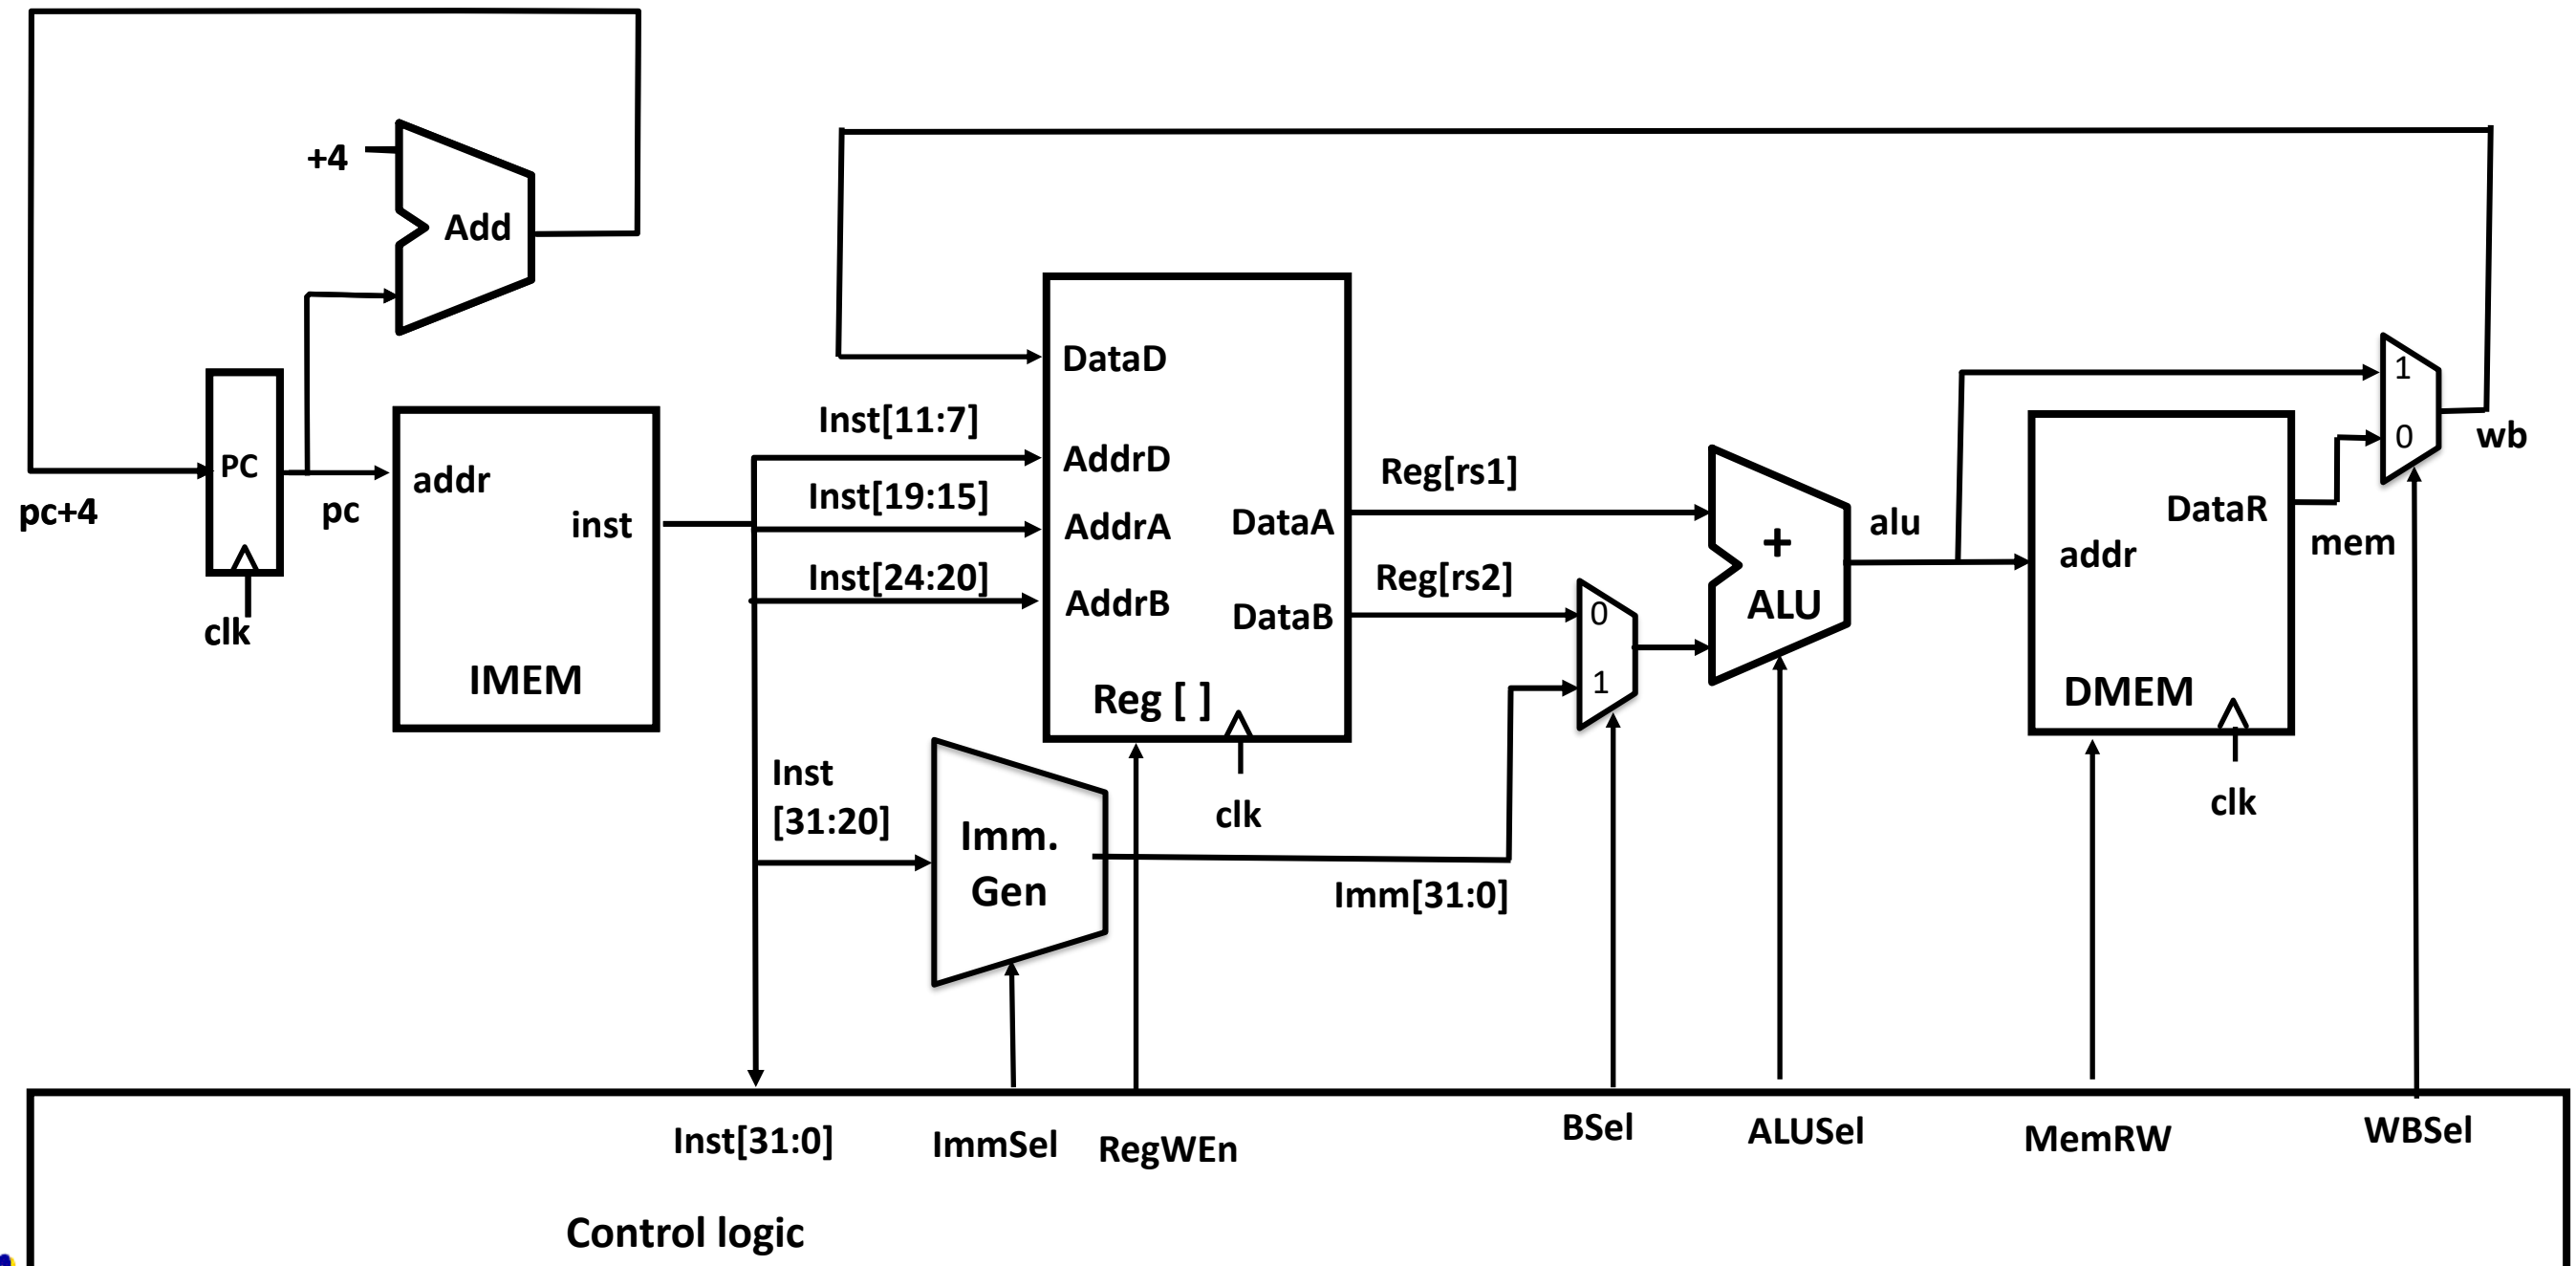 +4
Add
pc+4
PC
clk
pc
addr
inst
IMEM
Inst[11:7]
Inst[19:15]
Inst[24:20]
Inst
[31:20]
Imm.
Gen
DataD
AddrD
AddrA
AddrB
DataA
DataB
Reg [ ]
clk
Reg[rs1]
Reg[rs2]
Imm[31:0]
0
1
+
ALU
alu
addr
DataR
DMEM
clk
mem
1
0
wb
Inst[31:0]
ImmSel
RegWEn
BSel
ALUSel
MemRW
WBSel
Control logic